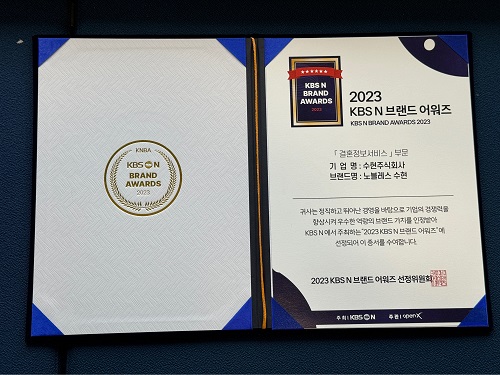 KNBA
KBS N
BRAND
AWARDS
2023
KBS N
BRAND
AWARDS
2023
2023
KBS N 브랜드 어워즈
KBS N BRAND AWARDS 2023
「결혼정보서비스」부문
기 업 명 : 수현주식회사
브랜드명 : 노블레스 수현
귀사는 정직하고 뛰어난 경영을 바탕으로 기업의 경쟁력을
향상시켜 우수한 역량의 브랜드 가치를 인정받아
KBS N 에서 주최하는 '2023 KBS N 브랜드 어워즈' 에
선정되어 이 증서를 수여합니다.
2023 KBS N 브랜드 어워즈 선정위원회
주최 | KBS N 주관 | openX